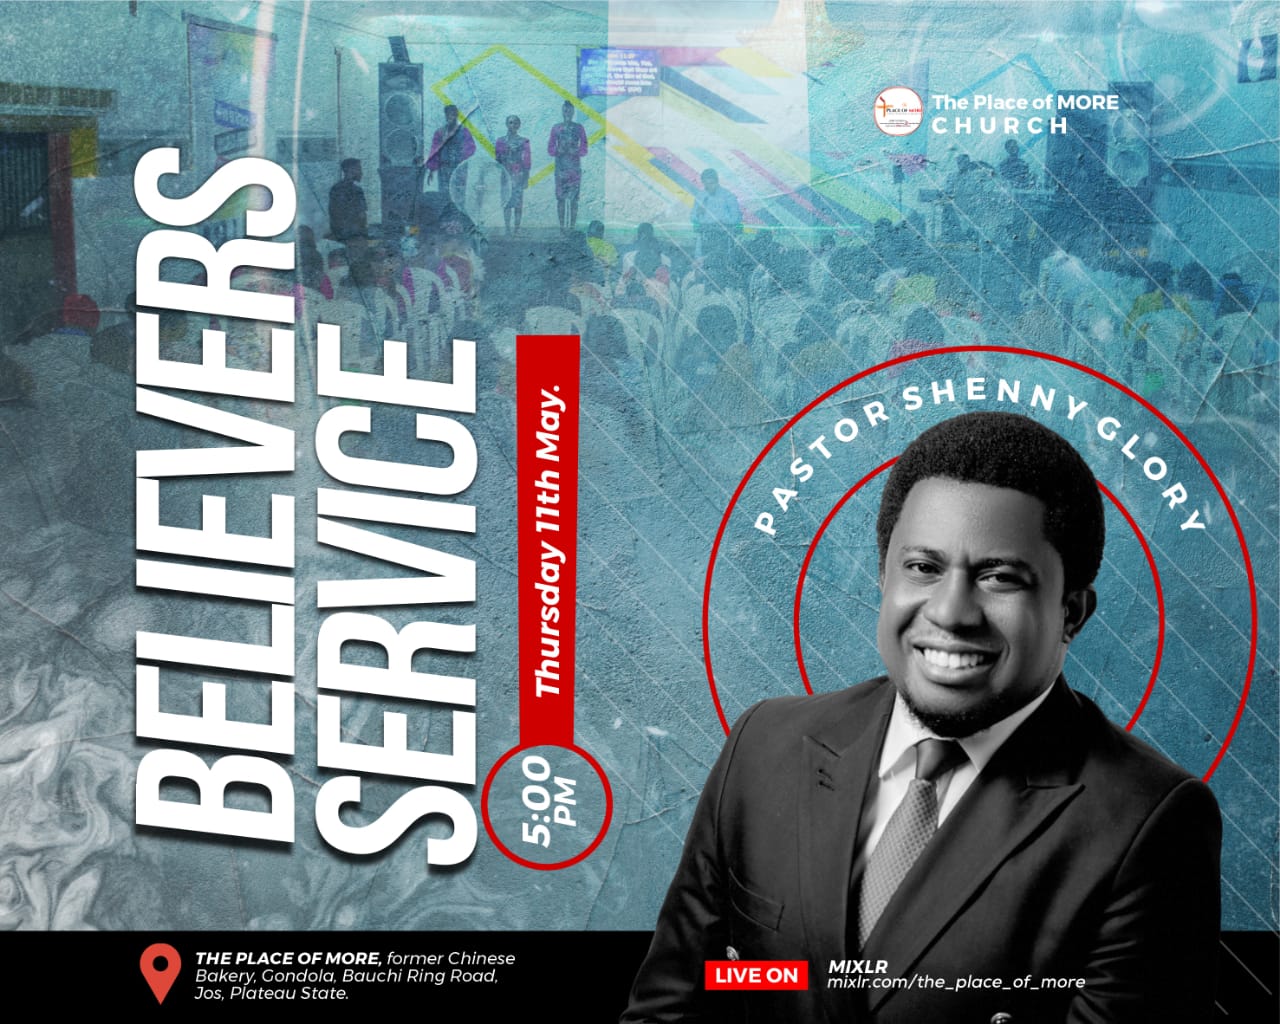 The Place of MORE
CHURCH
BELIEVERS
SERVICE
Thursday 11th May.
5:00
PM
PASTOR SHENNY GLORY
THE PLACE OF MORE, former Chinese
Bakery, Gondola, Bauchi Ring Road,
Jos, Plateau State.
LIVE ON
MIXLR
mixlr.com/the_place_of_more